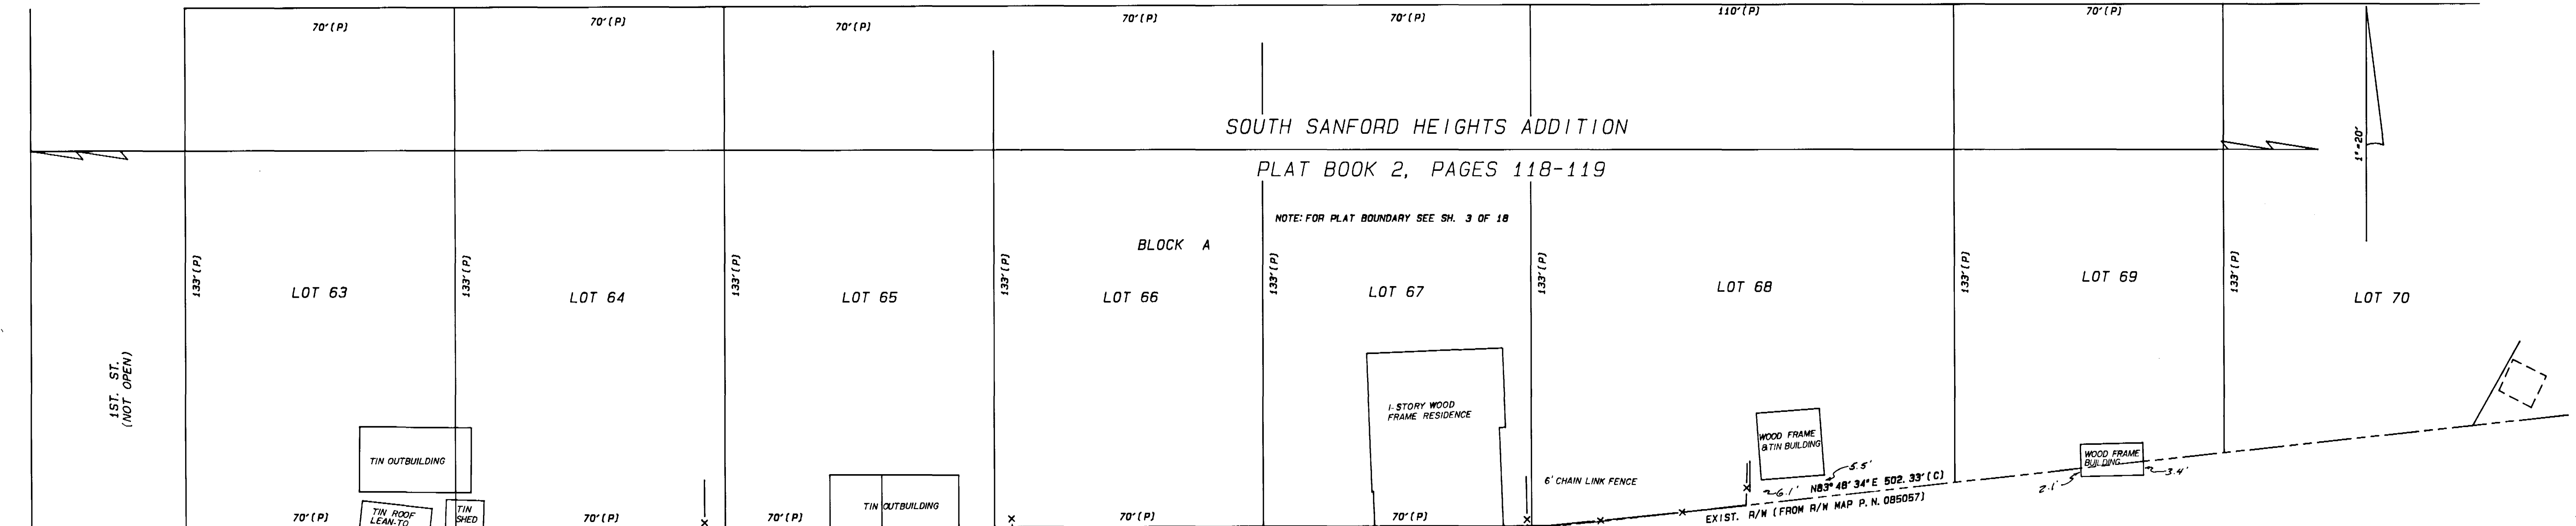 70'(P)
70'(P)
70'(P)
70'(P)
70'(P)
110'(P)
70'(P)
SOUTH SANFORD HEIGHTS ADDITION
PLAT BOOK 2, PAGES 118-119
1"=20'
NOTE: FOR PLAT BOUNDARY SEE SH. 3 OF 18
BLOCK A
133'(P)
133'(P)
133'(P)
133'(P)
133'(P)
133'(P)
133'(P)
133'(P)
LOT 63
LOT 64
LOT 65
LOT 66
LOT 67
LOT 68
LOT 69
LOT 70
1ST. ST.
(NOT OPEN)
1-STORY WOOD
FRAME RESIDENCE
WOOD FRAME
& TIN BUILDING
WOOD FRAME
BUILDING
TIN OUTBUILDING
6' CHAIN LINK FENCE
5.5'
3.4'
2.1'
6.1'
N83°48'34"E 502.33'(C)
EXIST. R/W (FROM R/W MAP P.N. 085057)
TIN OUTBUILDING
TIN ROOF
LEAN-TO
TIN
SHED
70'(P)
70'(P)
70'(P)
70'(P)
70'(P)